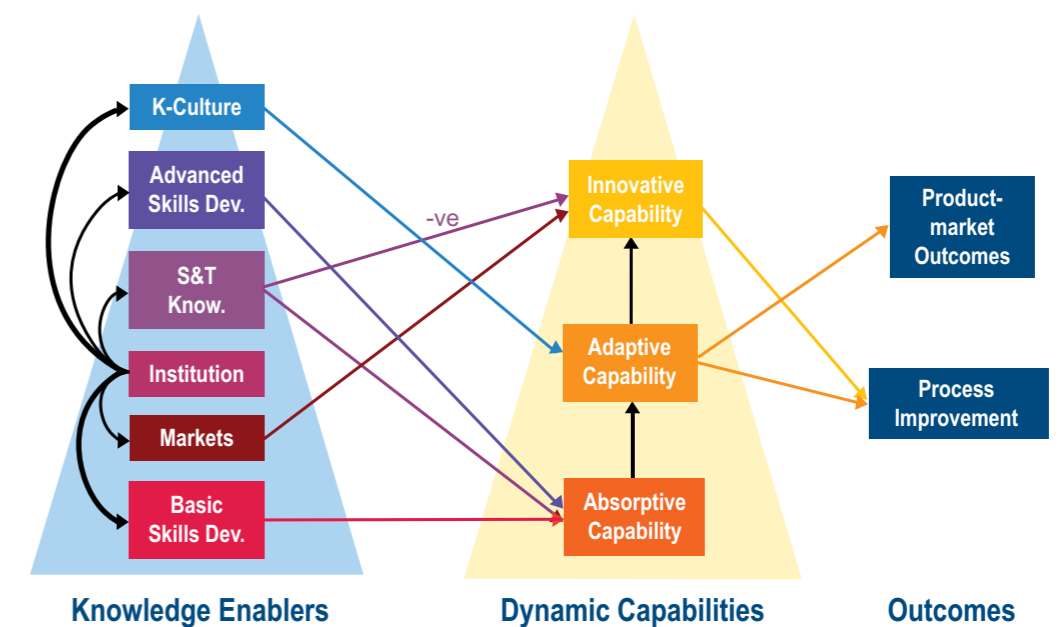 K-Culture
Advanced
Skills Dev.
S&T
Know.
Institution
Markets
Basic
Skills Dev.
-ve
Innovative
Capability
Adaptive
Capability
Absorptive
Capability
Product-
market
Outcomes
Process
Improvement
Knowledge Enablers
Dynamic Capabilities
Outcomes